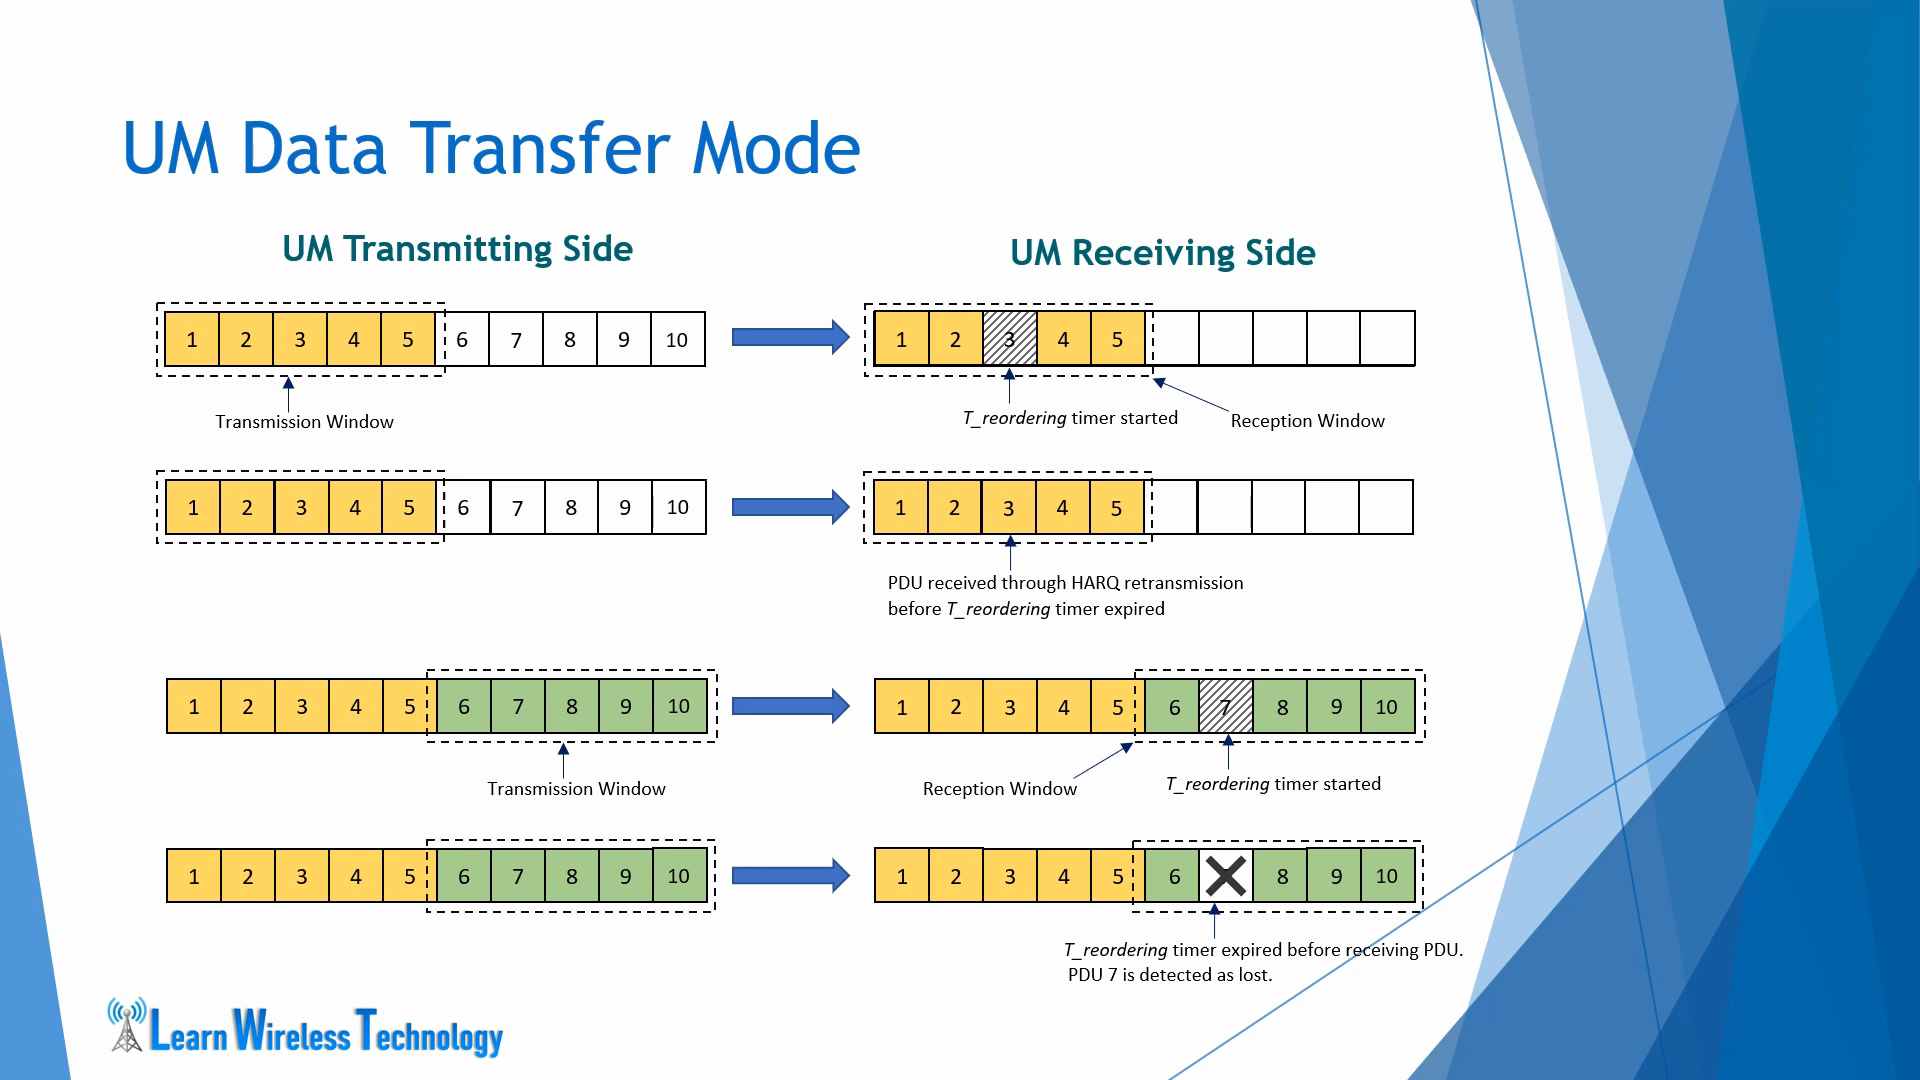 UM Data Transfer Mode
UM Transmitting Side
UM Receiving Side
1 2 3 4 5 6 7 8 9 10
1 2 3 4 5
Transmission Window
T_reordering timer started
Reception Window
1 2 3 4 5 6 7 8 9 10
1 2 3 4 5
PDU received through HARQ retransmission
before T_reordering timer expired
1 2 3 4 5 6 7 8 9 10
1 2 3 4 5 6 7 8 9 10
Transmission Window
Reception Window
T_reordering timer started
1 2 3 4 5 6 7 8 9 10
1 2 3 4 5 6 8 9 10
T_reordering timer expired before receiving PDU.
PDU 7 is detected as lost.
Learn Wireless Technology